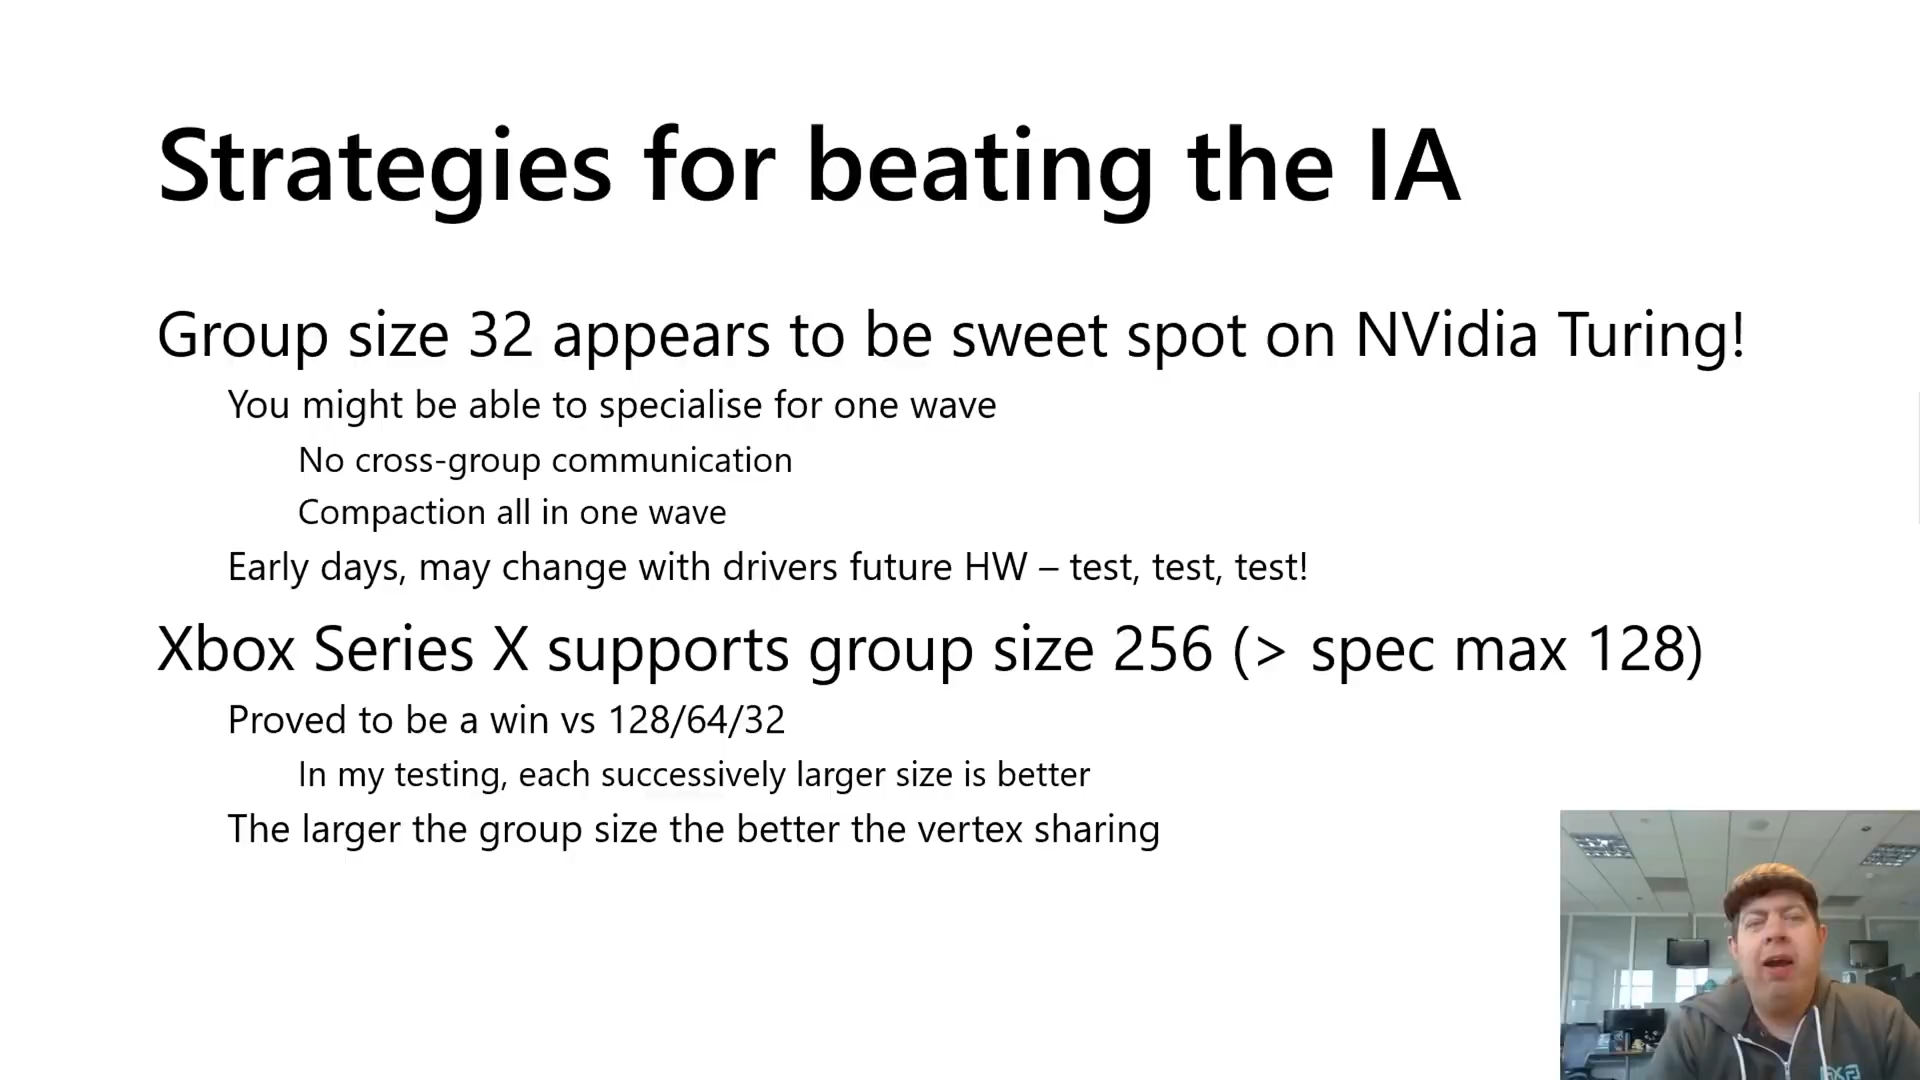 Strategies for beating the IA
Group size 32 appears to be sweet spot on NVidia Turing!
You might be able to specialise for one wave
No cross-group communication
Compaction all in one wave
Early days, may change with drivers future HW – test, test, test!
Xbox Series X supports group size 256 (> spec max 128)
Proved to be a win vs 128/64/32
In my testing, each successively larger size is better
The larger the group size the better the vertex sharing